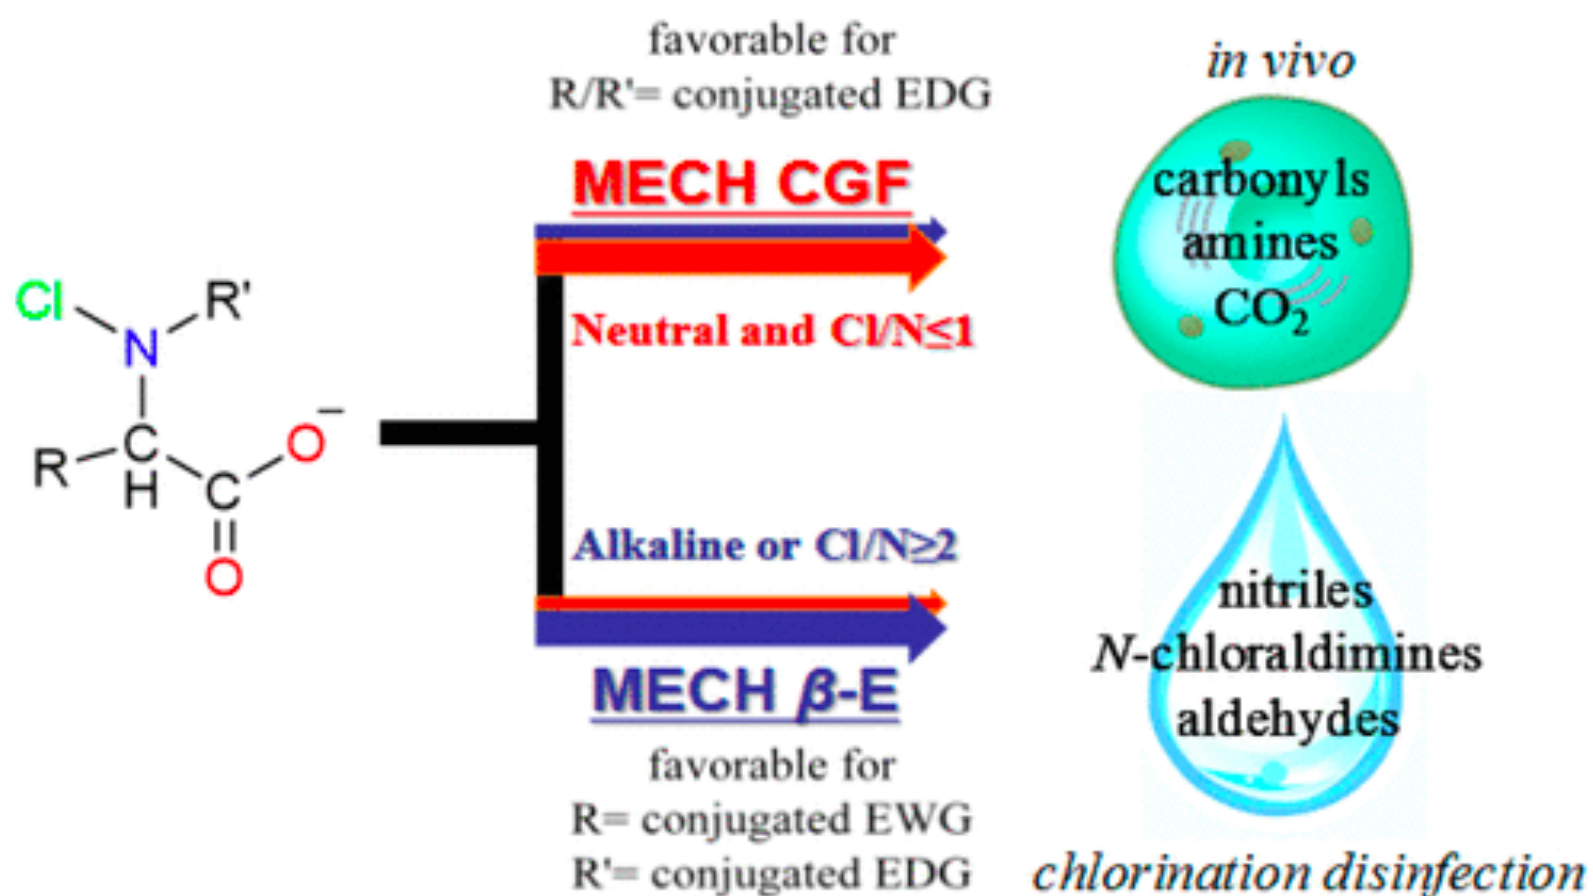 favorable for
R/R'= conjugated EDG
MECH CGF
Neutral and Cl/N≤1
Cl
N
R'
R
C
H
C
O
−
O
Alkaline or Cl/N≥2
MECH β-E
favorable for
R= conjugated EWG
R'= conjugated EDG
in vivo
carbonyls
amines
CO₂
nitriles
N-chloraldimines
aldehydes
chlorination disinfection